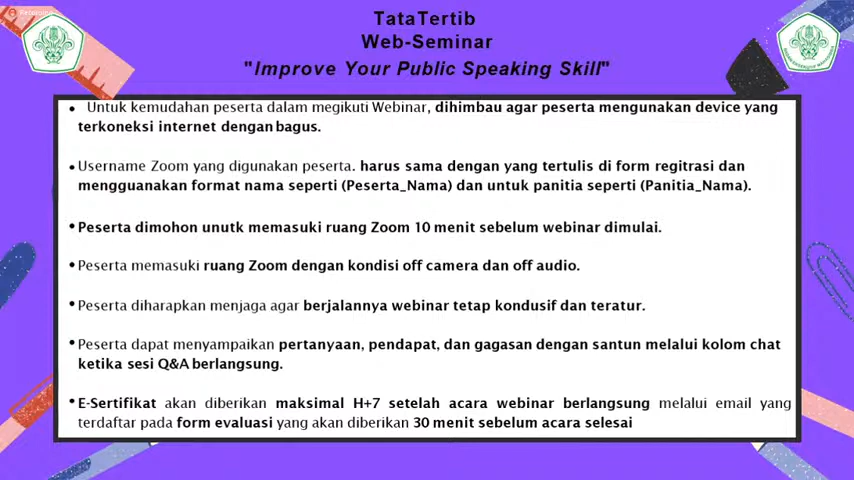 TataTertib
Web-Seminar
"Improve Your Public Speaking Skill"
• Untuk kemudahan peserta dalam megikuti Webinar, dihimbau agar peserta mengunakan device yang
terkoneksi internet dengan bagus.
• Username Zoom yang digunakan peserta. harus sama dengan yang tertulis di form regitrasi dan
mengguanakan format nama seperti (Peserta_Nama) dan untuk panitia seperti (Panitia_Nama).
• Peserta dimohon unutk memasuki ruang Zoom 10 menit sebelum webinar dimulai.
• Peserta memasuki ruang Zoom dengan kondisi off camera dan off audio.
• Peserta diharapkan menjaga agar berjalannya webinar tetap kondusif dan teratur.
• Peserta dapat menyampaikan pertanyaan, pendapat, dan gagasan dengan santun melalui kolom chat
ketika sesi Q&A berlangsung.
• E-Sertifikat akan diberikan maksimal H+7 setelah acara webinar berlangsung melalui email yang
terdaftar pada form evaluasi yang akan diberikan 30 menit sebelum acara selesai